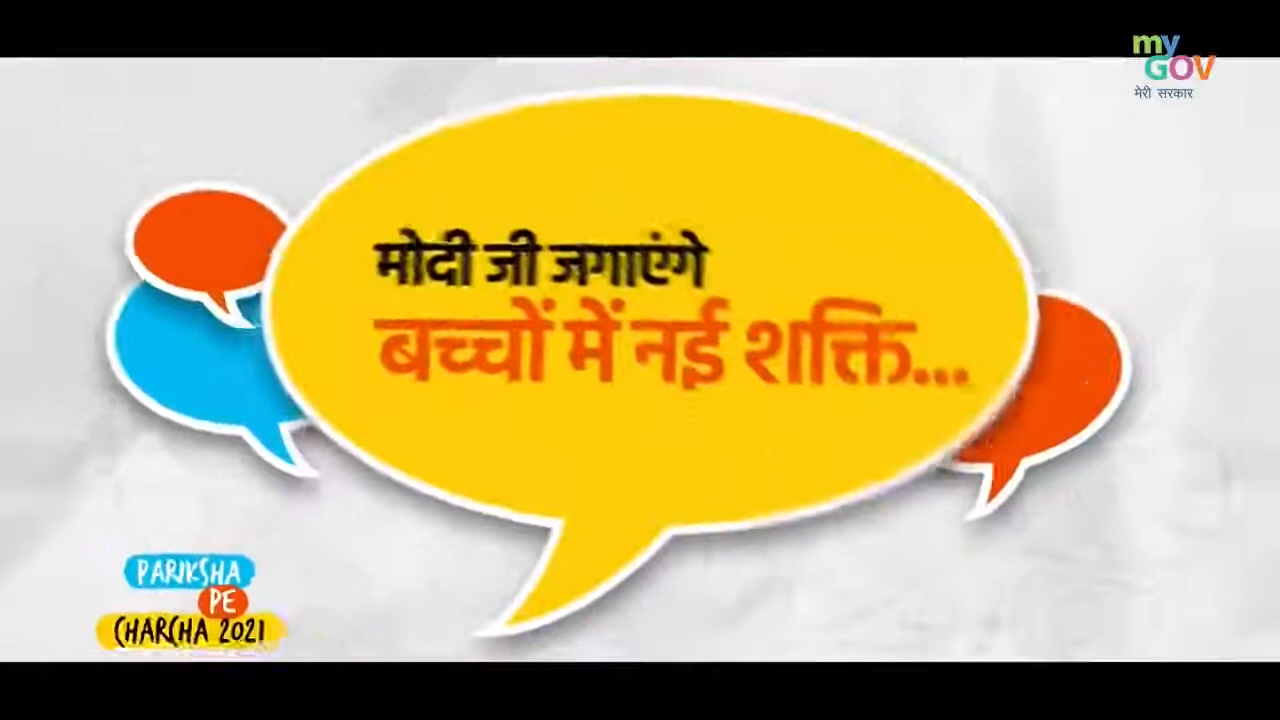 my
GOV
मेरी सरकार
मोदी जी जगाएंगे
बच्चों में नई शक्ति...
PARIKSHA
PE
CHARCHA 2021